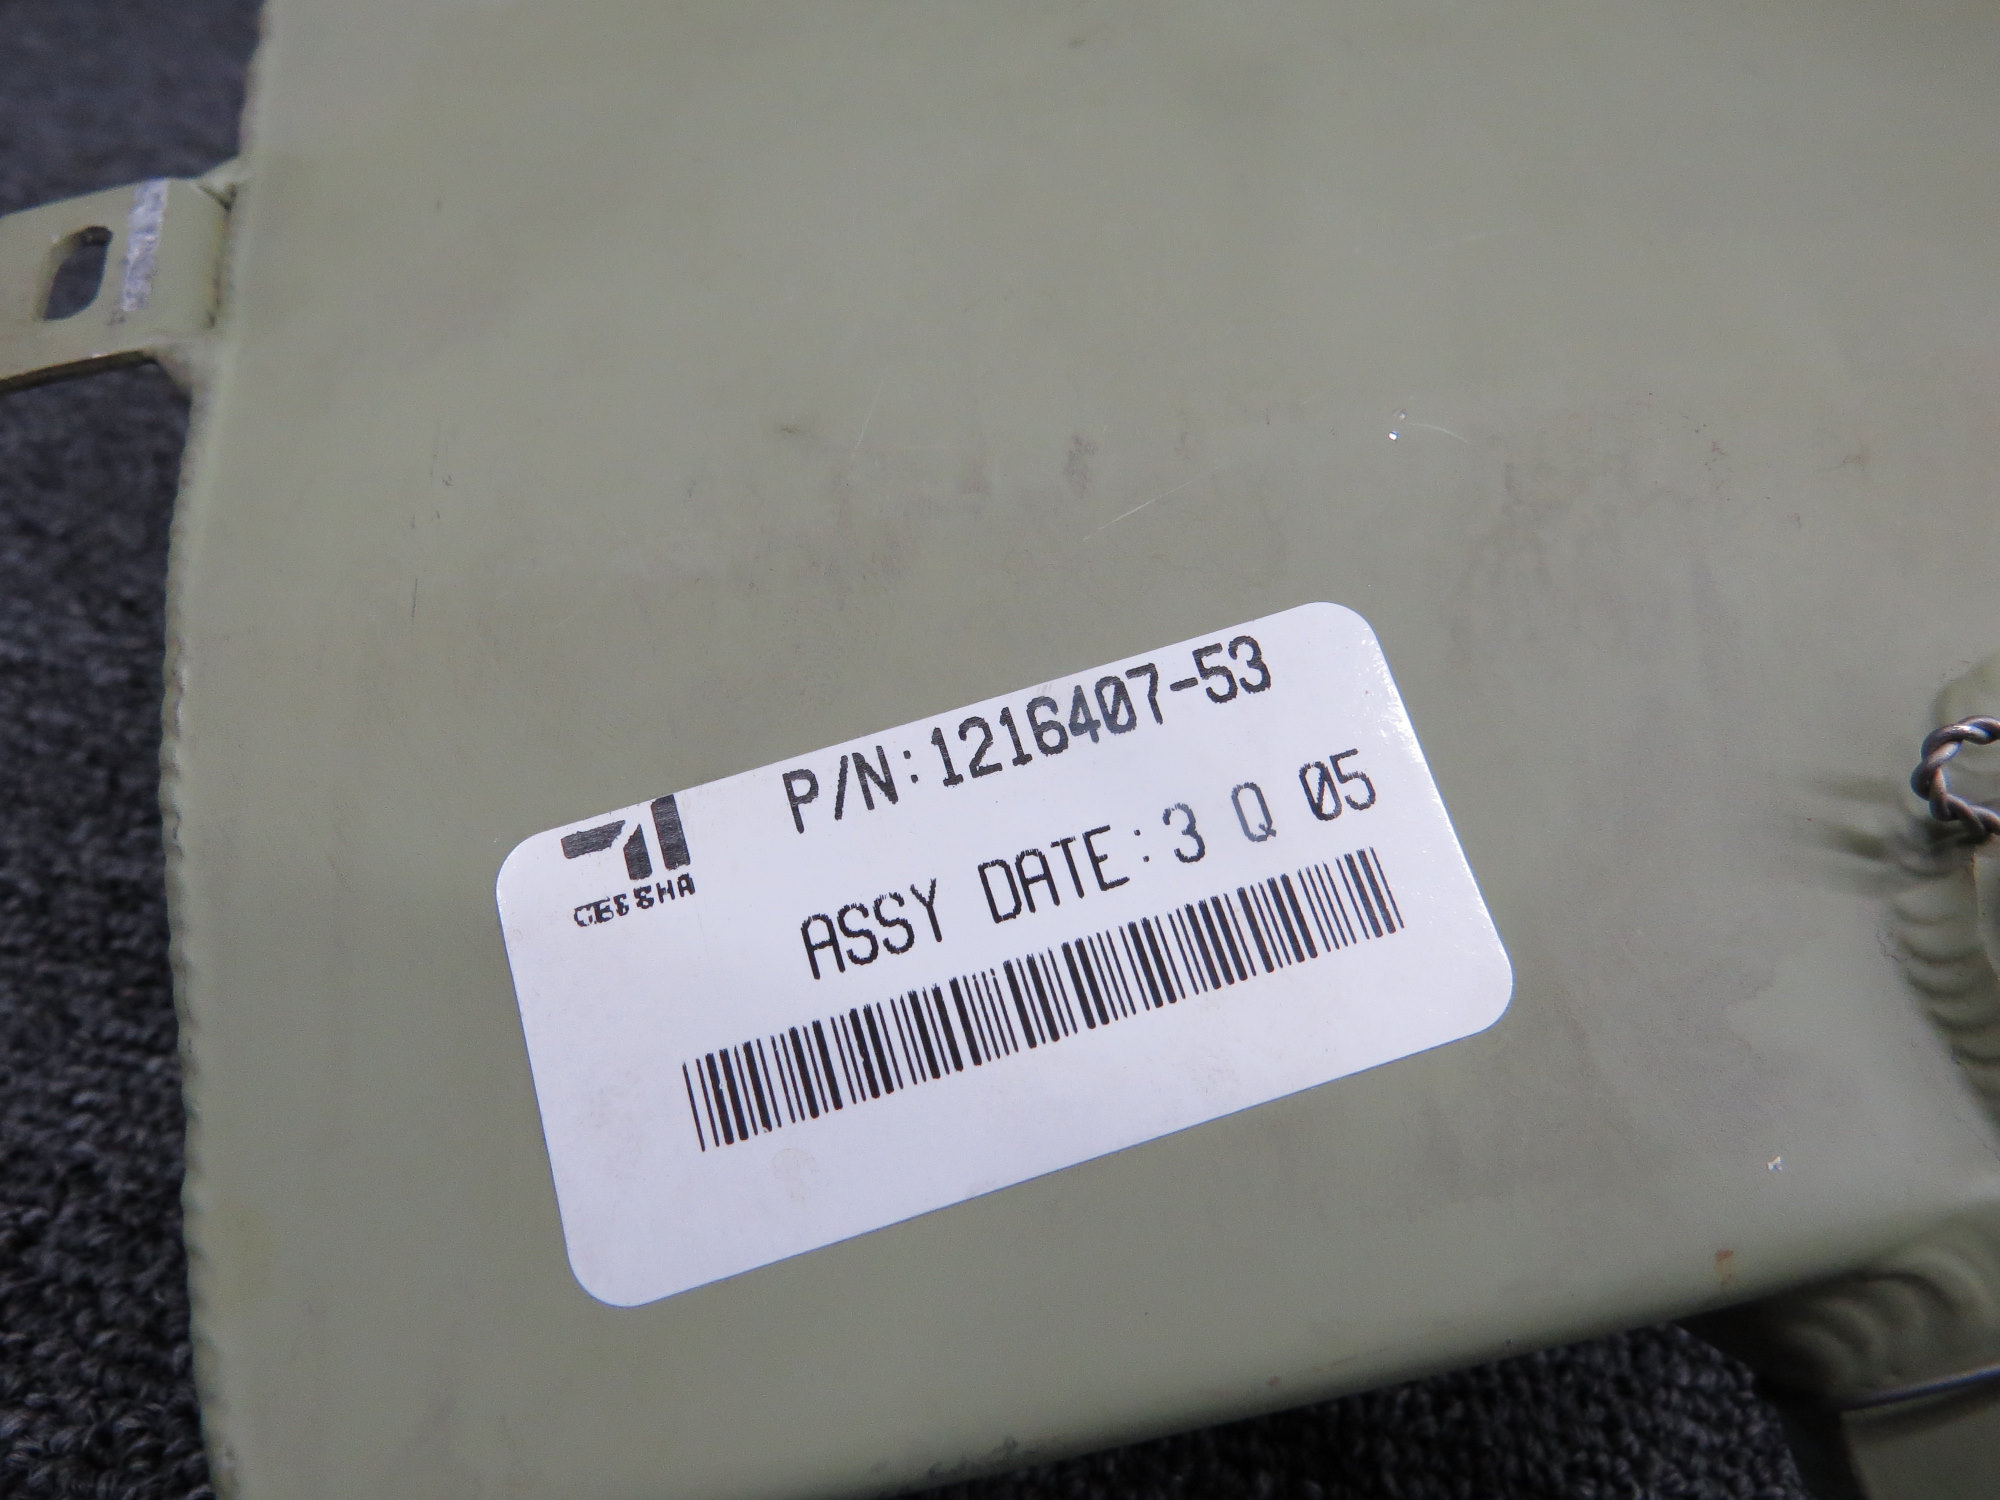 P/N:1216407-53
CESSNA
ASSY DATE:3 Q 05